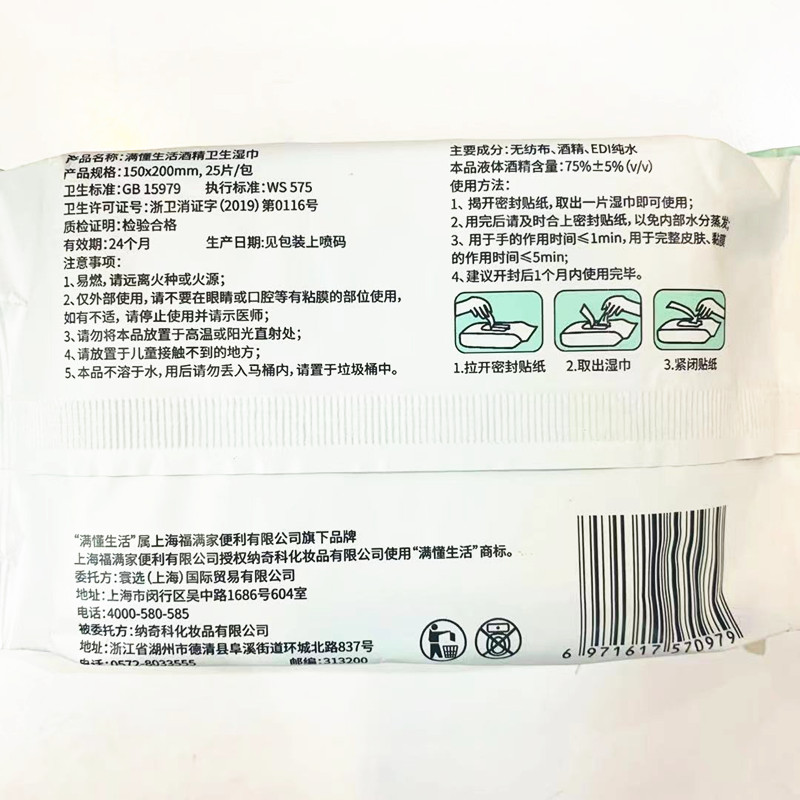 产品名称：满懂生活酒精卫生湿巾
产品规格：150x200mm, 25片/包
卫生标准：GB 15979 执行标准：WS 575
卫生许可证号：浙卫消证字(2019)第0116号
质检证明：检验合格
有效期：24个月 生产日期：见包装上喷码
注意事项：
1、易燃，请远离火种或火源；
2、仅外部使用，请不要在眼睛或口腔等有粘膜的部位使用，
如有不适，请停止使用并请示医师；
3、请勿将本品放置于高温或阳光直射处；
4、请放置于儿童接触不到的地方；
5、本品不溶于水，用后请勿丢入马桶内，请置于垃圾桶中。
主要成分：无纺布、酒精、EDI纯水
本品液体酒精含量：75%±5%(v/v)
使用方法：
1、揭开密封贴纸，取出一片湿巾即可使用；
2、用完后请及时合上密封贴纸，以免内部水分蒸发；
3、用于手的作用时间≤1min，用于完整皮肤、黏膜
的作用时间≤5min；
4、建议开封后1个月内使用完毕。
1.拉开密封贴纸 2.取出湿巾 3.紧闭贴纸
“满懂生活”属上海福满家便利有限公司旗下品牌
上海福满家便利有限公司授权纳奇科化妆品有限公司使用“满懂生活”商标。
委托方：寰选(上海)国际贸易有限公司
地址：上海市闵行区吴中路1686号604室
电话：4000-580-585
被委托方：纳奇科化妆品有限公司
地址：浙江省湖州市德清县阜溪街道环城北路837号
电话：0572-8033555 邮编：313200
6 971617 570979